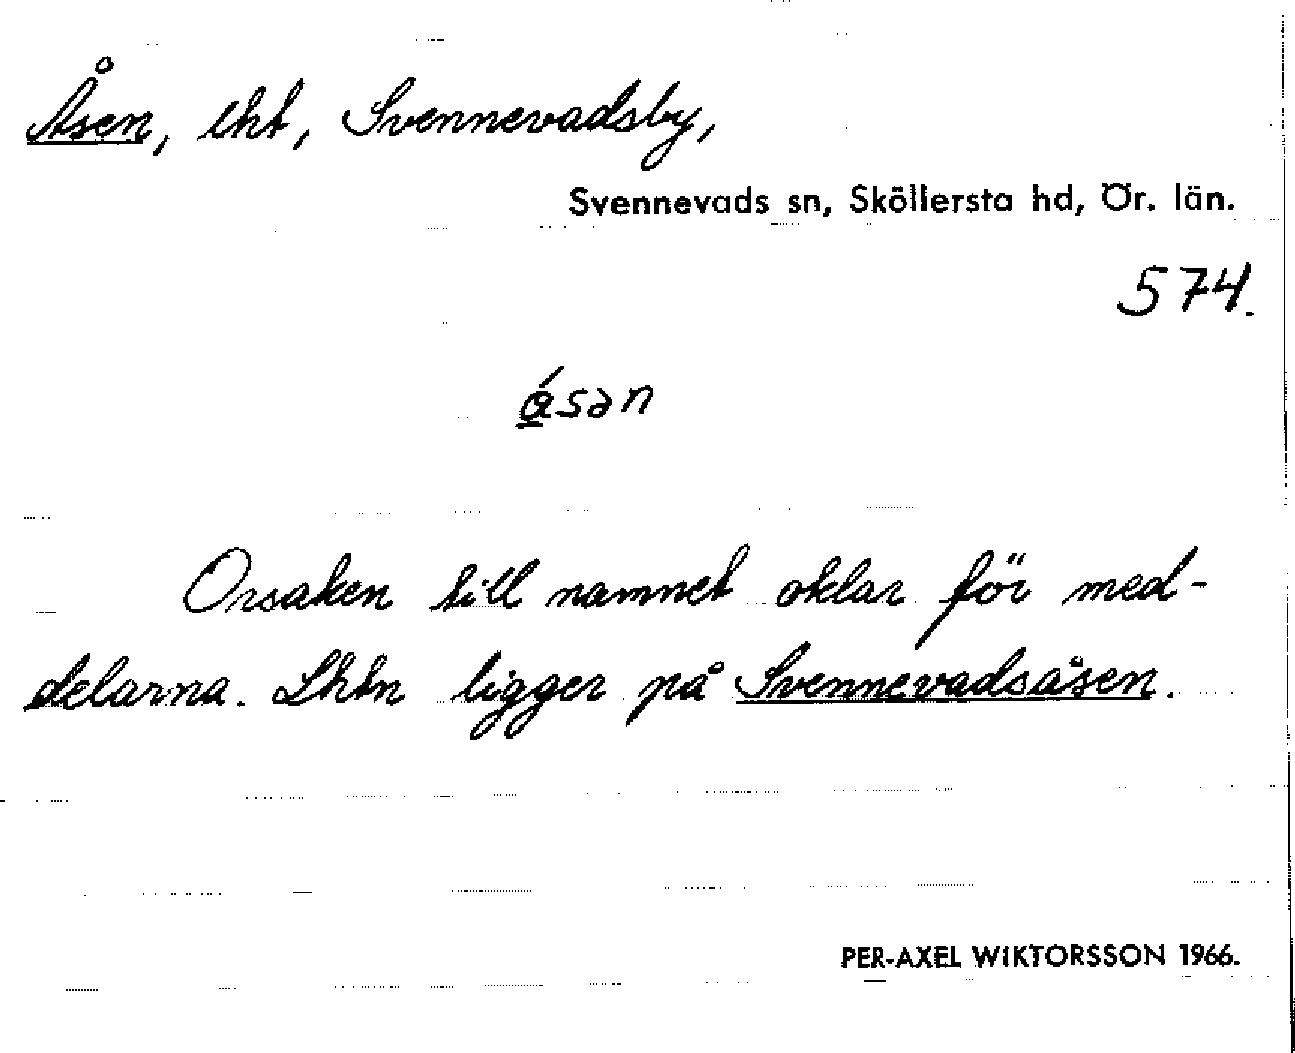 Åsen, lht, Svennevadsby,
Svennevads sn, Sköllersta hd, Ör. län.
574.
ásən
Orsaken till namnet oklar för med-
delarna. Lhtn ligger på Svennevadsåsen.
PER-AXEL WIKTORSSON 1966.